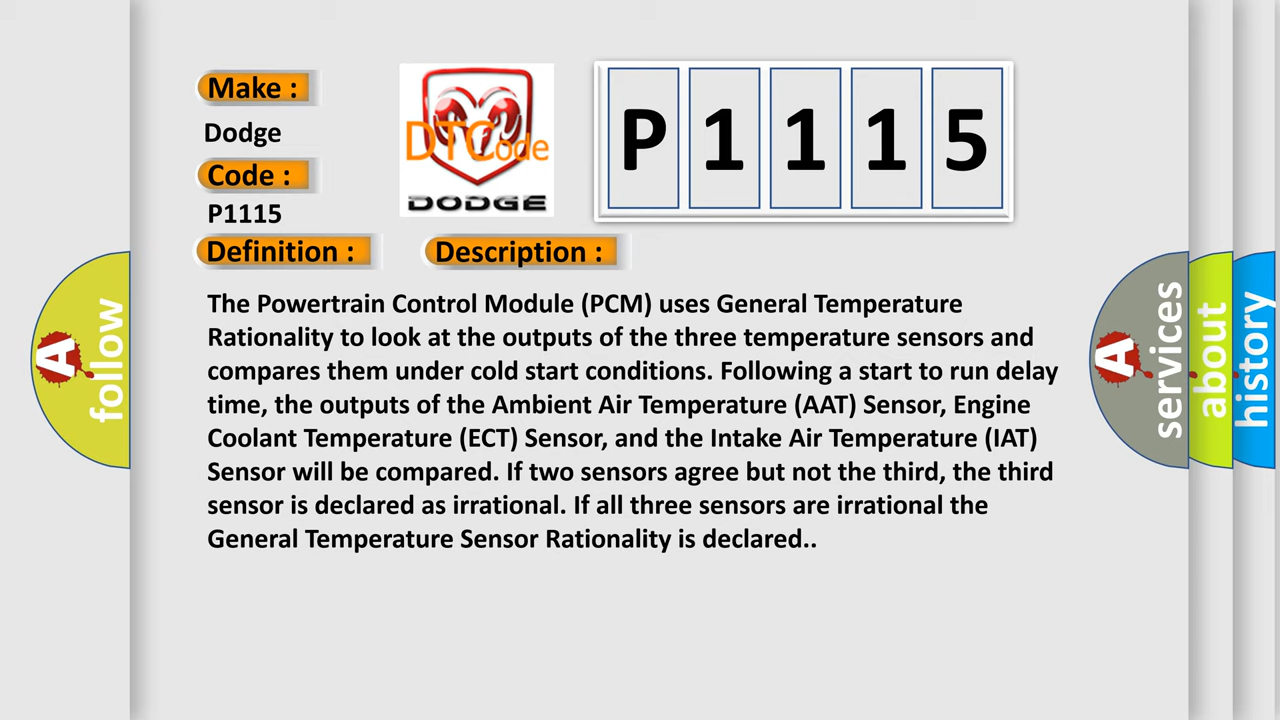 Make :
Dodge
Code :
P1115
DTCode
DODGE
P 1 1 1 5
Definition :
Description :
The Powertrain Control Module (PCM) uses General Temperature
Rationality to look at the outputs of the three temperature sensors and
compares them under cold start conditions. Following a start to run delay
time, the outputs of the Ambient Air Temperature (AAT) Sensor, Engine
Coolant Temperature (ECT) Sensor, and the Intake Air Temperature (IAT)
Sensor will be compared. If two sensors agree but not the third, the third
sensor is declared as irrational. If all three sensors are irrational the
General Temperature Sensor Rationality is declared..
A follow
A services
about
history